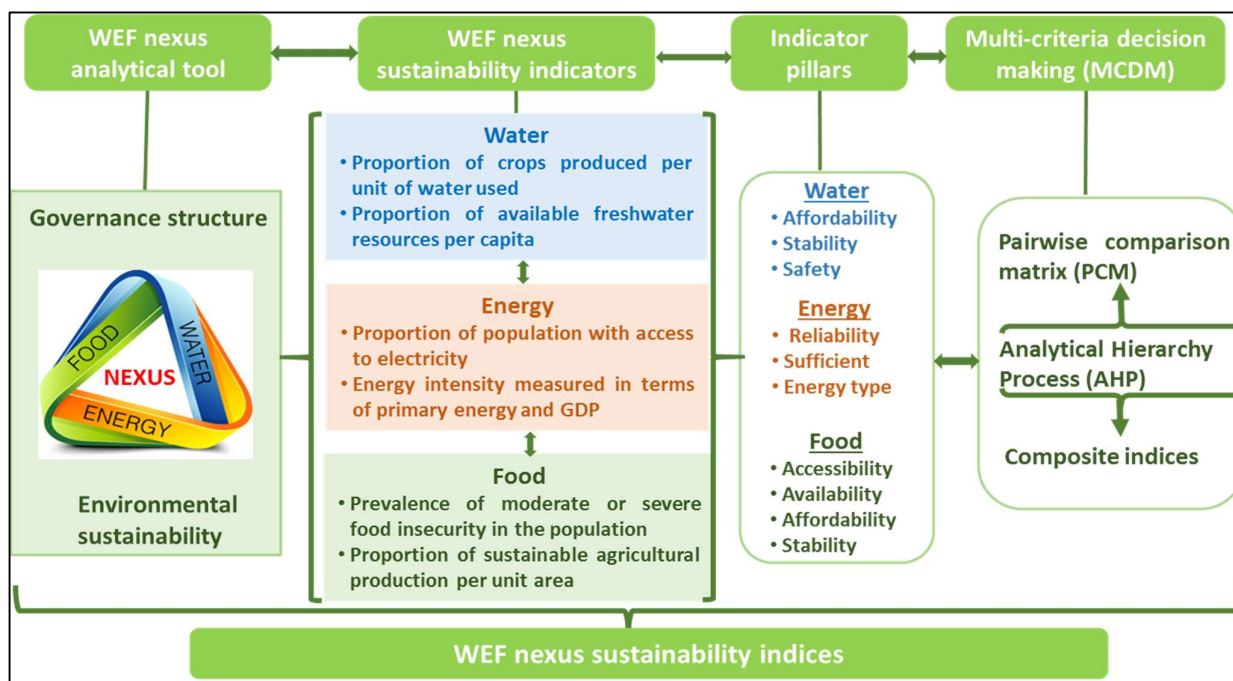 WEF nexus
analytical tool
WEF nexus
sustainability indicators
Indicator
pillars
Multi-criteria decision
making (MCDM)
Governance structure
FOOD
WATER
NEXUS
ENERGY
Environmental
sustainability
Water
• Proportion of crops produced per
unit of water used
• Proportion of available freshwater
resources per capita
Energy
• Proportion of population with access
to electricity
• Energy intensity measured in terms
of primary energy and GDP
Food
• Prevalence of moderate or severe
food insecurity in the population
• Proportion of sustainable agricultural
production per unit area
Water
• Affordability
• Stability
• Safety
Energy
• Reliability
• Sufficient
• Energy type
Food
• Accessibility
• Availability
• Affordability
• Stability
Pairwise comparison
matrix (PCM)
Analytical Hierarchy
Process (AHP)
Composite indices
WEF nexus sustainability indices